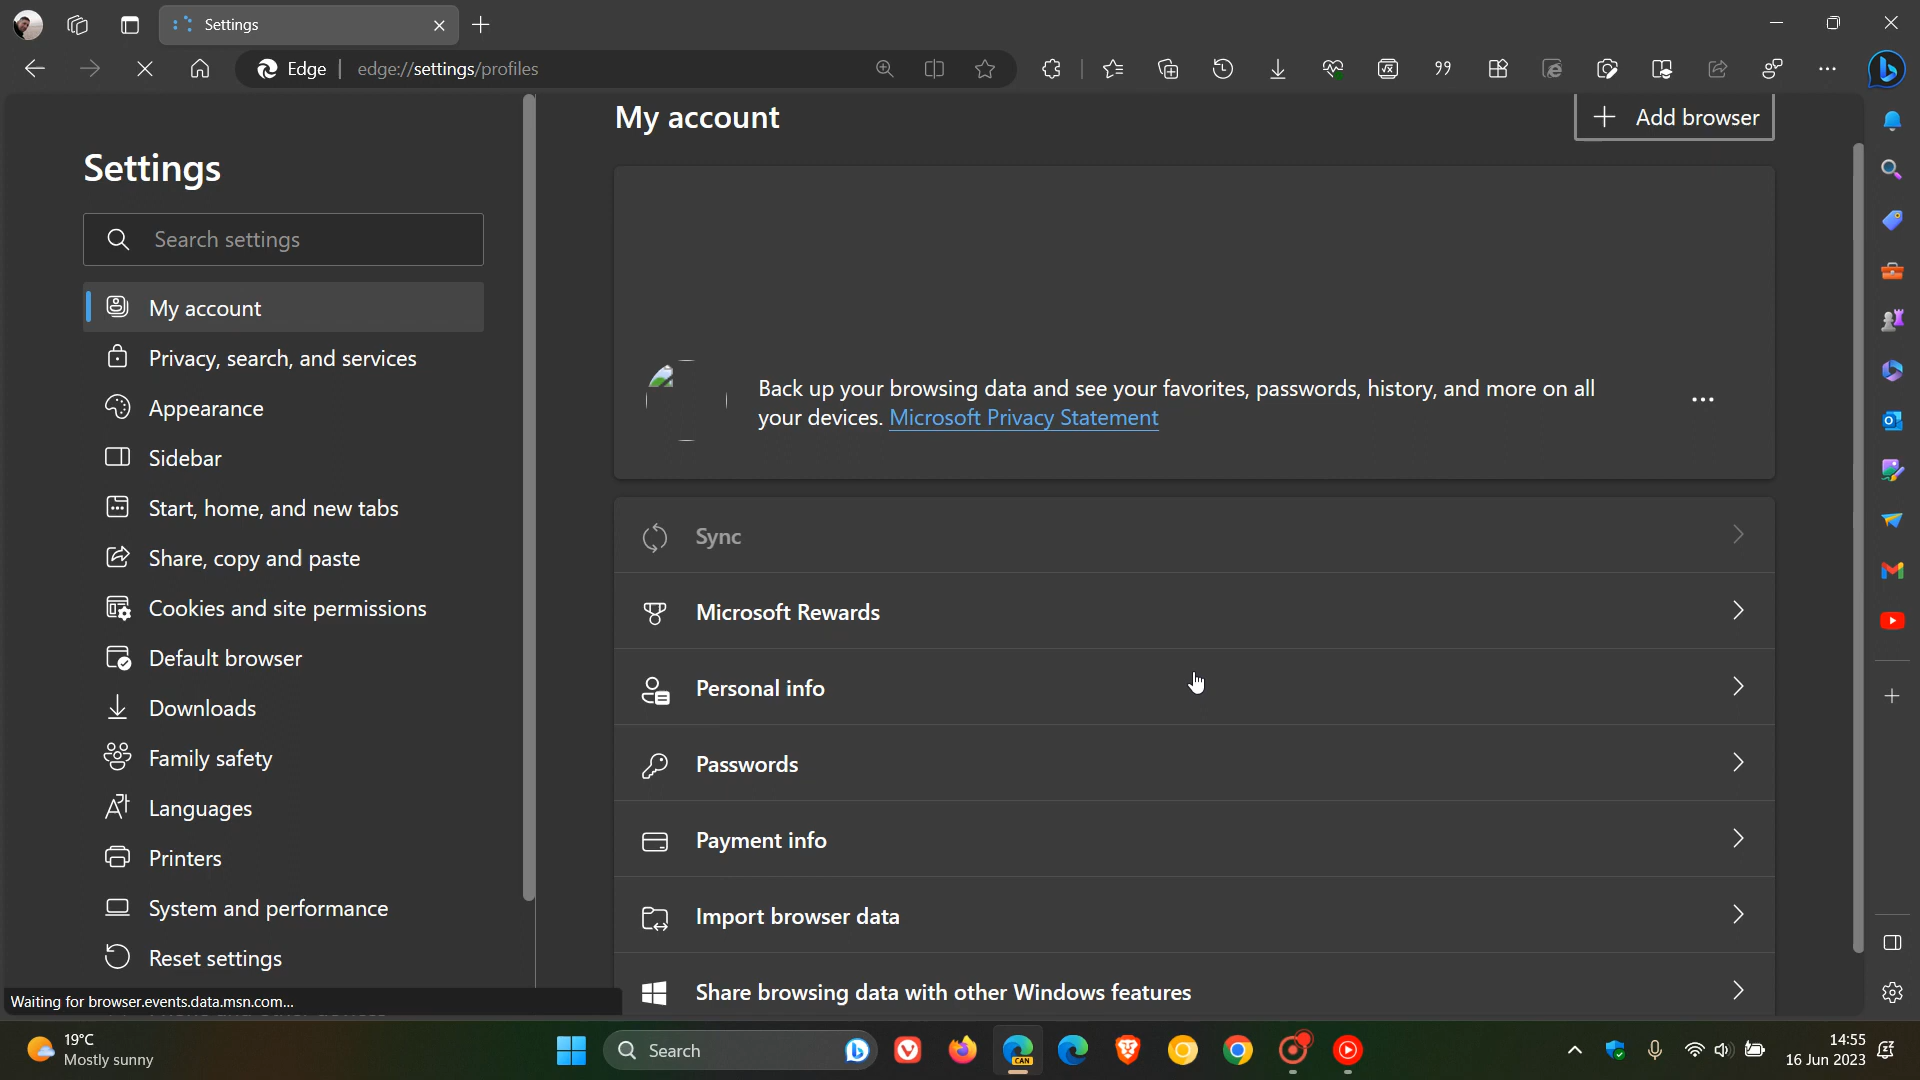 Settings
Edge
edge://settings/profiles
Settings
Search settings
My account
Privacy, search, and services
Appearance
Sidebar
Start, home, and new tabs
Share, copy and paste
Cookies and site permissions
Default browser
Downloads
Family safety
Languages
Printers
System and performance
Reset settings
Waiting for browser.events.data.msn.com...
My account
Add browser
Back up your browsing data and see your favorites, passwords, history, and more on all
your devices. Microsoft Privacy Statement
Sync
Microsoft Rewards
Personal info
Passwords
Payment info
Import browser data
Share browsing data with other Windows features
19°C
Mostly sunny
Search
CAN
14:55
16 Jun 2023